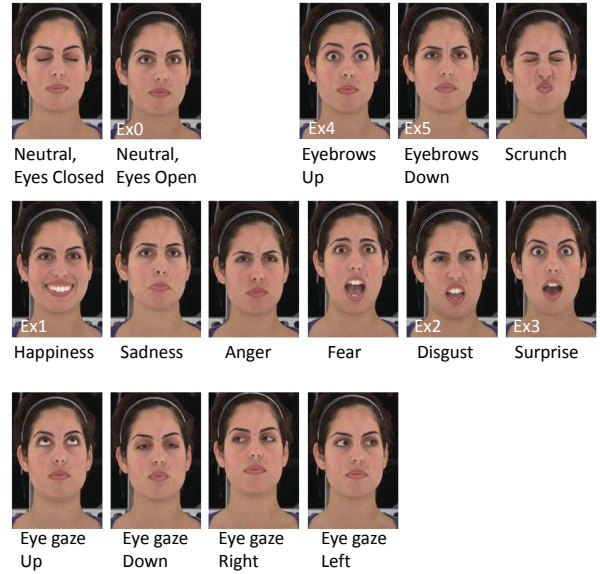 Ex0
Ex4
Ex5
Neutral,
Eyes Closed
Neutral,
Eyes Open
Eyebrows
Up
Eyebrows
Down
Scrunch
Ex1
Ex2
Ex3
Happiness
Sadness
Anger
Fear
Disgust
Surprise
Eye gaze
Up
Eye gaze
Down
Eye gaze
Right
Eye gaze
Left